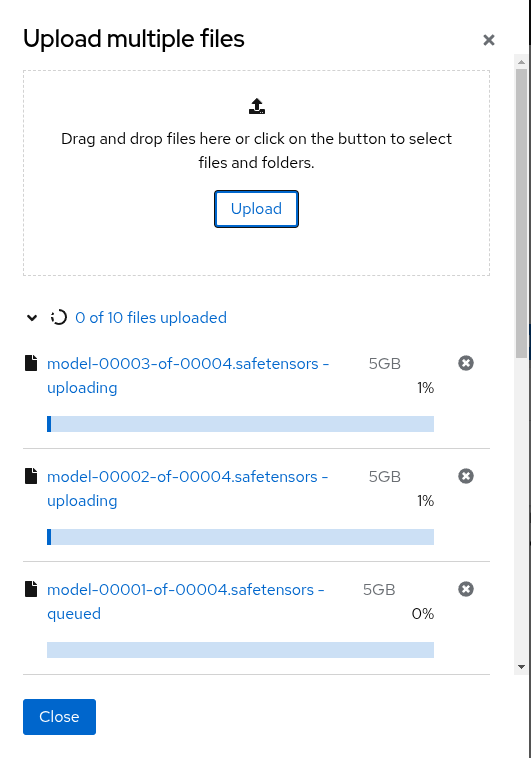 Upload multiple files
Drag and drop files here or click on the button to select
files and folders.
Upload
0 of 10 files uploaded
model-00003-of-00004.safetensors - 5GB
uploading 1%
model-00002-of-00004.safetensors - 5GB
uploading 1%
model-00001-of-00004.safetensors - 5GB
queued 0%
Close